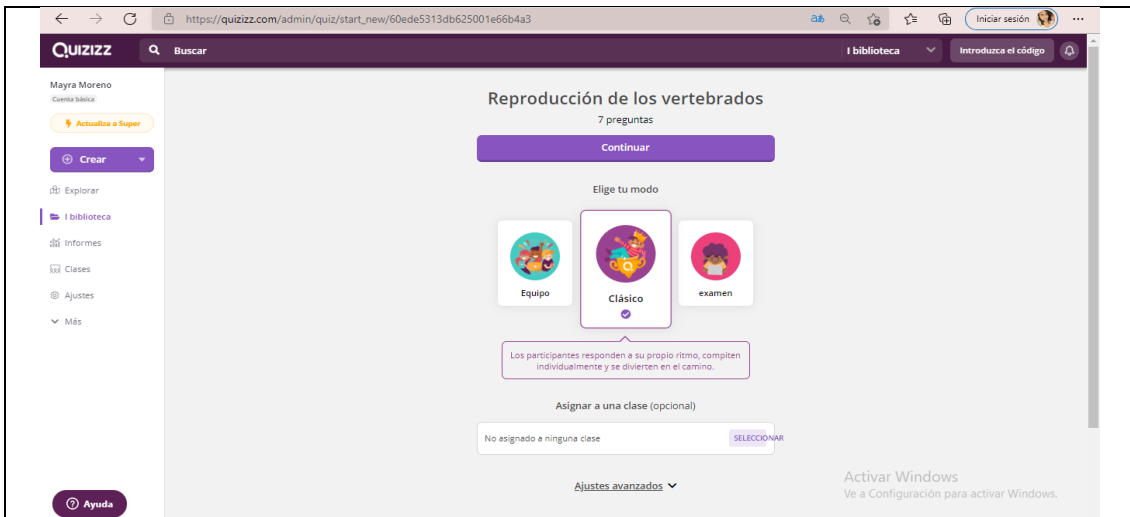 https://quizizz.com/admin/quiz/start_new/60ede5313db625001e66b4a3
aあ
Iniciar sesión
QUIZIZZ
Buscar
I biblioteca
Introduzca el código
Mayra Moreno
Cuenta básica
Actualiza a Super
Crear
Explorar
I biblioteca
Informes
Clases
Ajustes
Más
Ayuda
Reproducción de los vertebrados
7 preguntas
Continuar
Elige tu modo
Equipo
Clásico
examen
Los participantes responden a su propio ritmo, compiten
individualmente y se divierten en el camino.
Asignar a una clase (opcional)
No asignado a ninguna clase
SELECCIONAR
Ajustes avanzados
Activar Windows
Ve a Configuración para activar Windows.